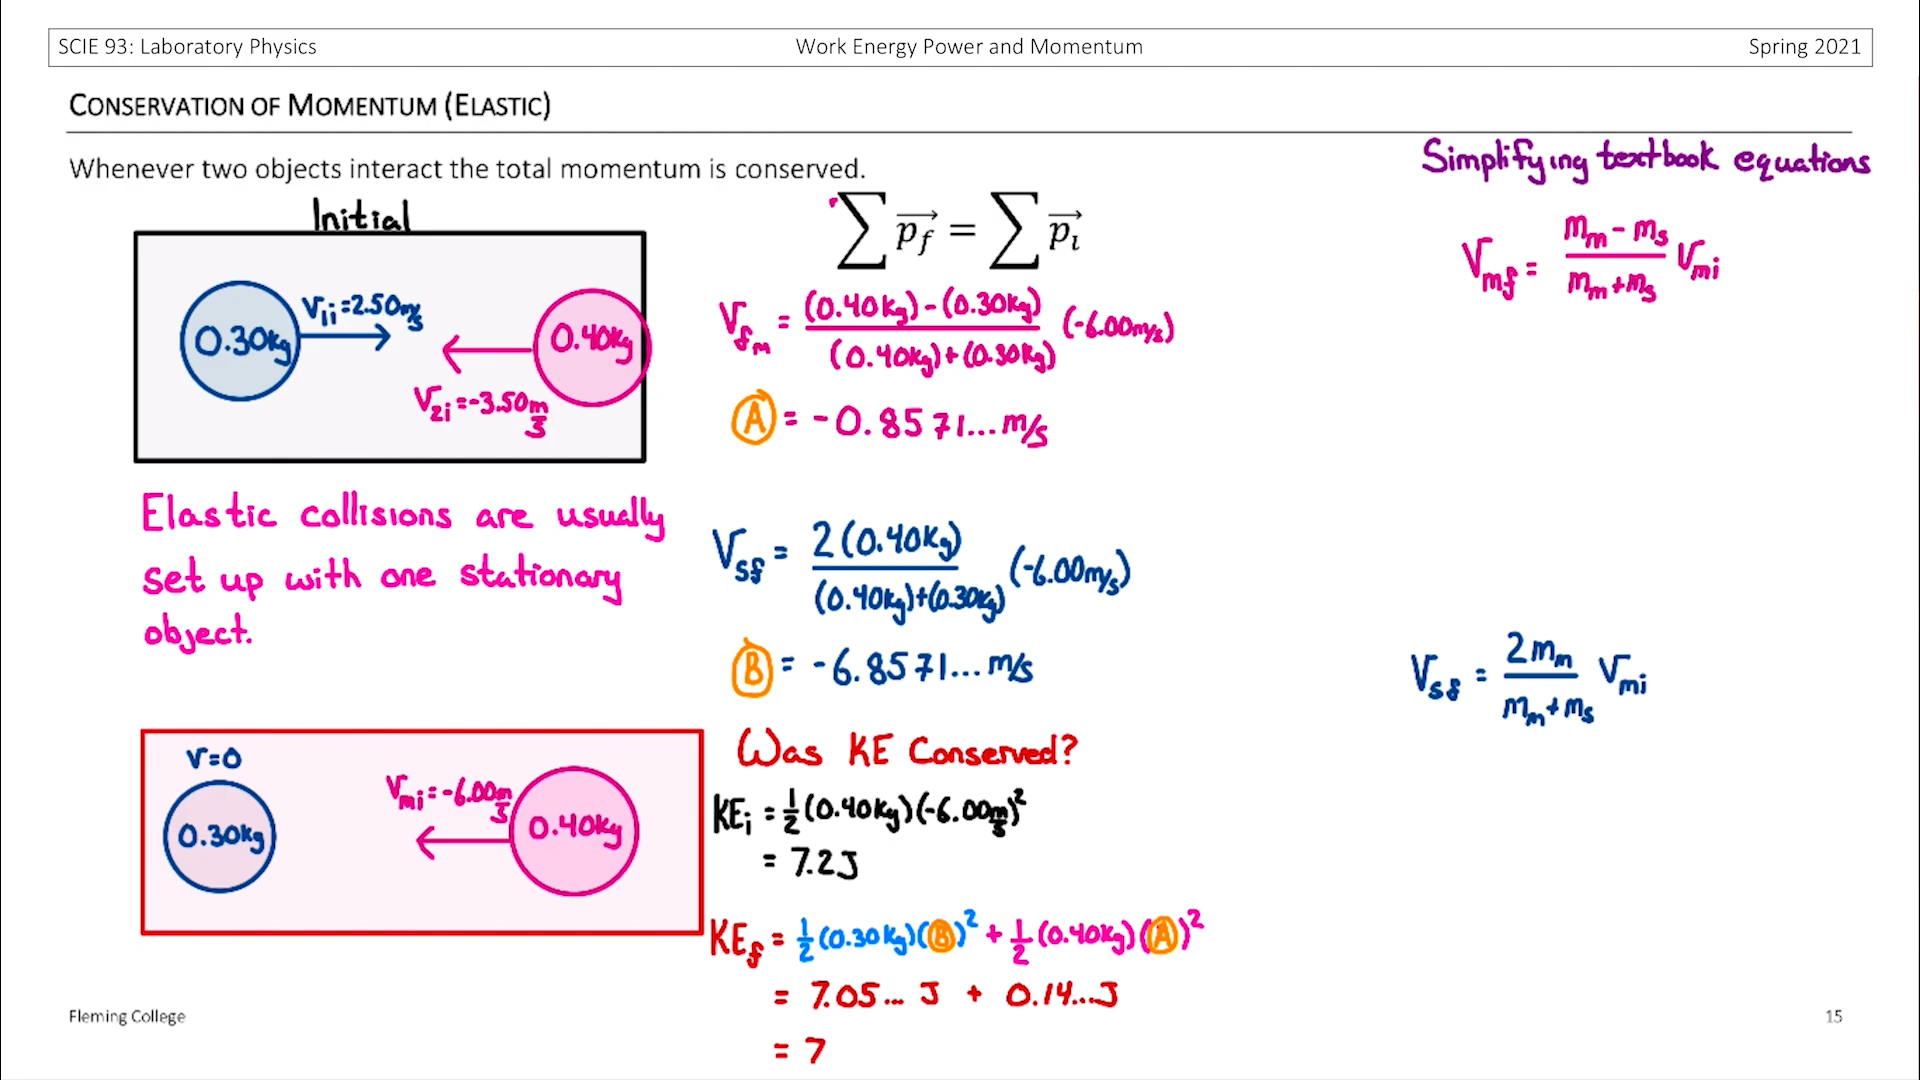 SCIE 93: Laboratory Physics Work Energy Power and Momentum Spring 2021
CONSERVATION OF MOMENTUM (ELASTIC)
Whenever two objects interact the total momentum is conserved.
Initial
0.30kg
V1i = 2.50 m/s
V2i = -3.50 m/s
0.40kg
Elastic collisions are usually
set up with one stationary
object.
V=0
0.30kg
Vmi = -6.00 m/s
0.40kg
∑ pf = ∑ pi
Vfm = (0.40kg)-(0.30kg) / (0.40kg)+(0.30kg) (-6.00m/s)
A = -0.8571... m/s
Vsf = 2(0.40kg) / (0.40kg)+(0.30kg) (-6.00m/s)
B = -6.8571... m/s
Was KE Conserved?
KEi = 1/2 (0.40kg)(-6.00 m/s)²
= 7.2J
KEf = 1/2 (0.30kg)(B)² + 1/2 (0.40kg)(A)²
= 7.05... J + 0.14...J
= 7
Simplifying textbook equations
Vmf = mm - ms / mm + ms Vmi
Vsf = 2mm / mm + ms Vmi
Fleming College 15